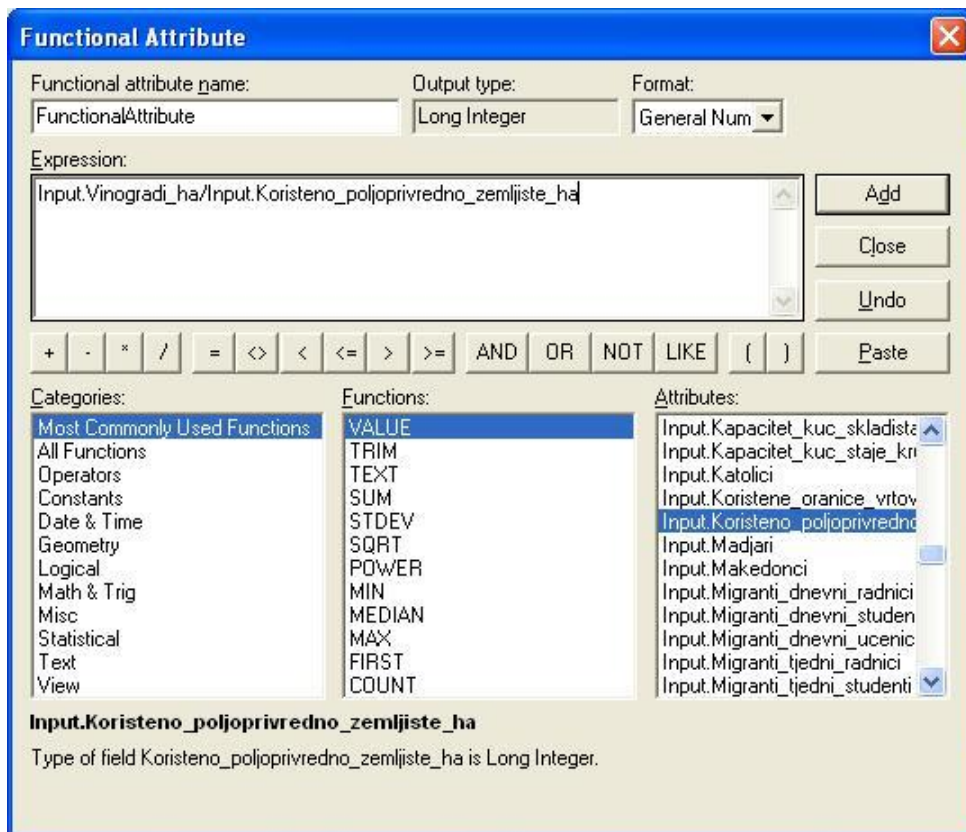 Functional Attribute
Functional attribute name: Output type: Format:
FunctionalAttribute Long Integer General Num
Expression:
Input.Vinogradi_ha/Input.Koristeno_poljoprivredno_zemljiste_ha
Add
Close
Undo
+ - * / = <> < <= > >= AND OR NOT LIKE ( ) Paste
Categories: Functions: Attributes:
Most Commonly Used Functions VALUE Input.Kapacitet_kuc_skladista
All Functions TRIM Input.Kapacitet_kuc_staje_kru
Operators TEXT Input.Katolici
Constants SUM Input.Koristene_oranice_vrtov
Date & Time STDEV Input.Koristeno_poljoprivredno
Geometry SQRT Input.Madjari
Logical POWER Input.Makedonci
Math & Trig MIN Input.Migranti_dnevni_radnici
Misc MEDIAN Input.Migranti_dnevni_studen
Statistical MAX Input.Migranti_dnevni_ucenic
Text FIRST Input.Migranti_tjedni_radnici
View COUNT Input.Migranti_tjedni_studenti
Input.Koristeno_poljoprivredno_zemljiste_ha
Type of field Koristeno_poljoprivredno_zemljiste_ha is Long Integer.